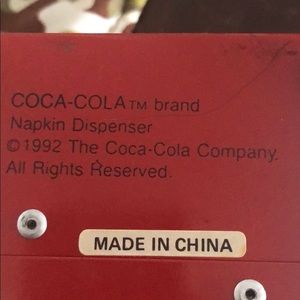 COCA-COLA™ brand
Napkin Dispenser
©1992 The Coca-Cola Company.
All Rights Reserved.
MADE IN CHINA